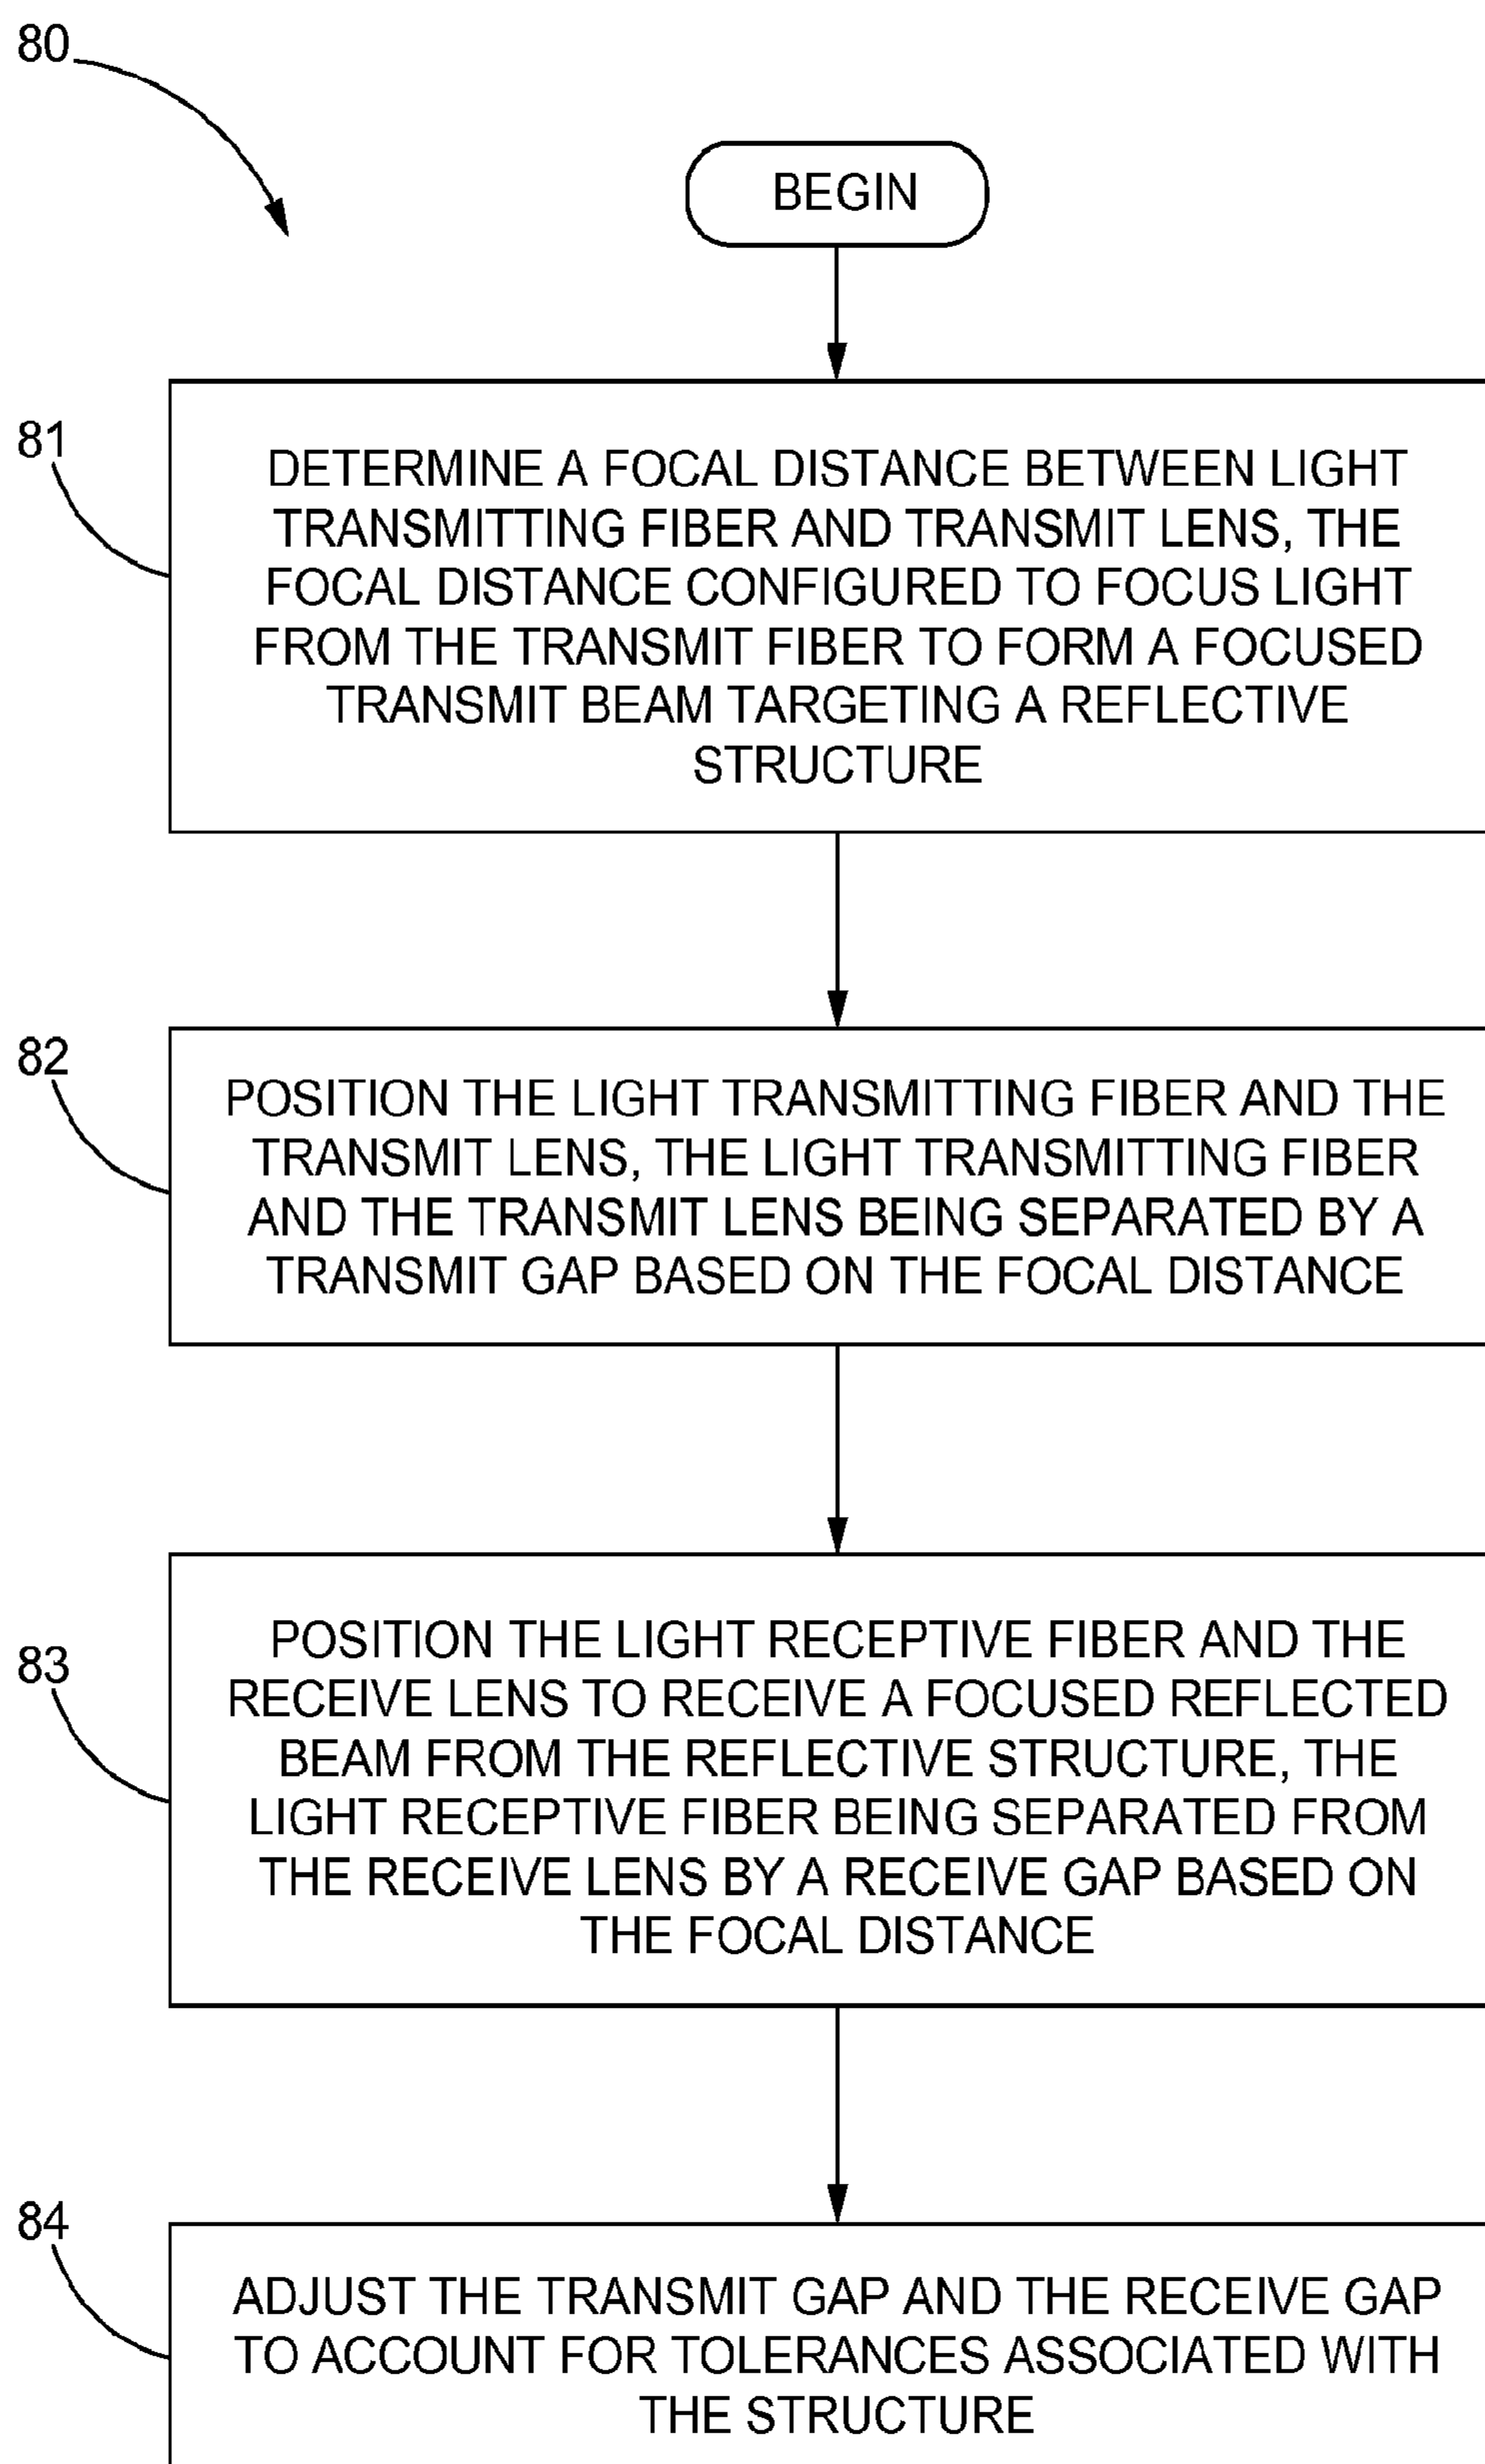 80
BEGIN
81
DETERMINE A FOCAL DISTANCE BETWEEN LIGHT
TRANSMITTING FIBER AND TRANSMIT LENS, THE
FOCAL DISTANCE CONFIGURED TO FOCUS LIGHT
FROM THE TRANSMIT FIBER TO FORM A FOCUSED
TRANSMIT BEAM TARGETING A REFLECTIVE
STRUCTURE
82
POSITION THE LIGHT TRANSMITTING FIBER AND THE
TRANSMIT LENS, THE LIGHT TRANSMITTING FIBER
AND THE TRANSMIT LENS BEING SEPARATED BY A
TRANSMIT GAP BASED ON THE FOCAL DISTANCE
83
POSITION THE LIGHT RECEPTIVE FIBER AND THE
RECEIVE LENS TO RECEIVE A FOCUSED REFLECTED
BEAM FROM THE REFLECTIVE STRUCTURE, THE
LIGHT RECEPTIVE FIBER BEING SEPARATED FROM
THE RECEIVE LENS BY A RECEIVE GAP BASED ON
THE FOCAL DISTANCE
84
ADJUST THE TRANSMIT GAP AND THE RECEIVE GAP
TO ACCOUNT FOR TOLERANCES ASSOCIATED WITH
THE STRUCTURE